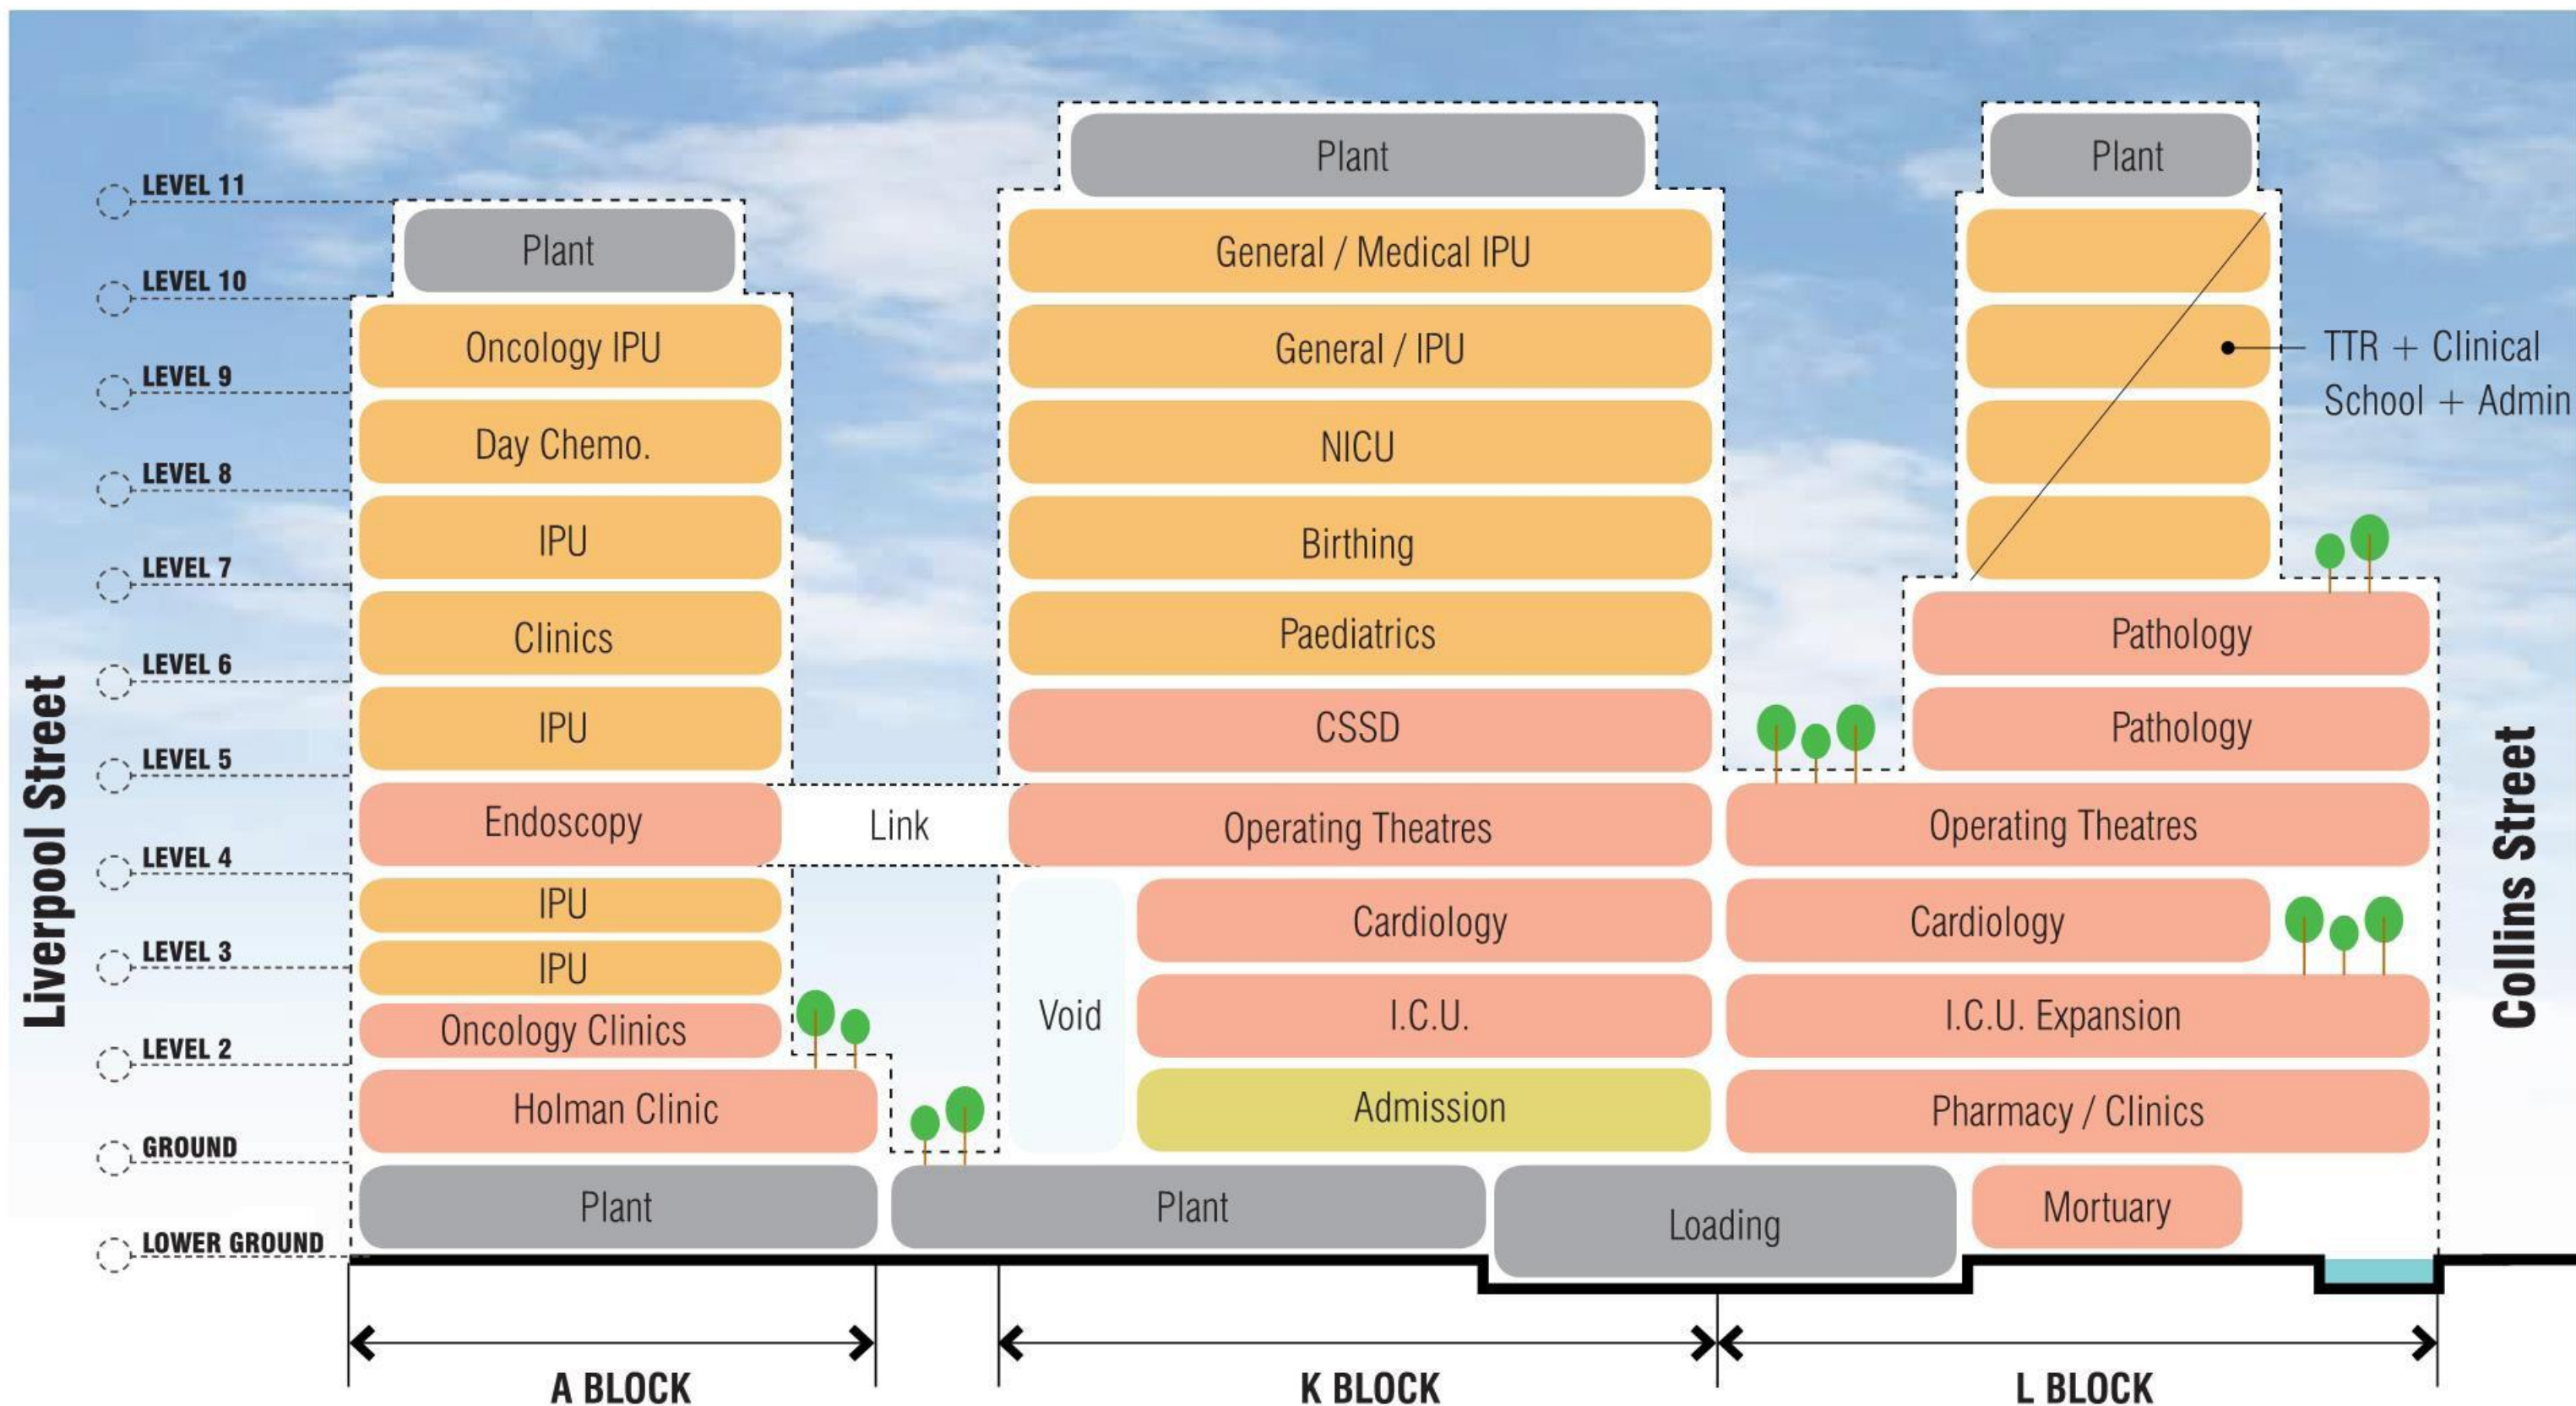 Plant
Plant
LEVEL 11
Plant
General / Medical IPU
LEVEL 10
Oncology IPU
General / IPU
TTR + Clinical
School + Admin
LEVEL 9
Day Chemo.
NICU
LEVEL 8
IPU
Birthing
LEVEL 7
Clinics
Paediatrics
Pathology
LEVEL 6
IPU
CSSD
Pathology
LEVEL 5
Endoscopy
Link
Operating Theatres
Operating Theatres
LEVEL 4
IPU
Cardiology
Cardiology
LEVEL 3
IPU
Void
I.C.U.
I.C.U. Expansion
Oncology Clinics
LEVEL 2
Holman Clinic
Admission
Pharmacy / Clinics
GROUND
Plant
Plant
Loading
Mortuary
LOWER GROUND
Liverpool Street
Collins Street
A BLOCK
K BLOCK
L BLOCK